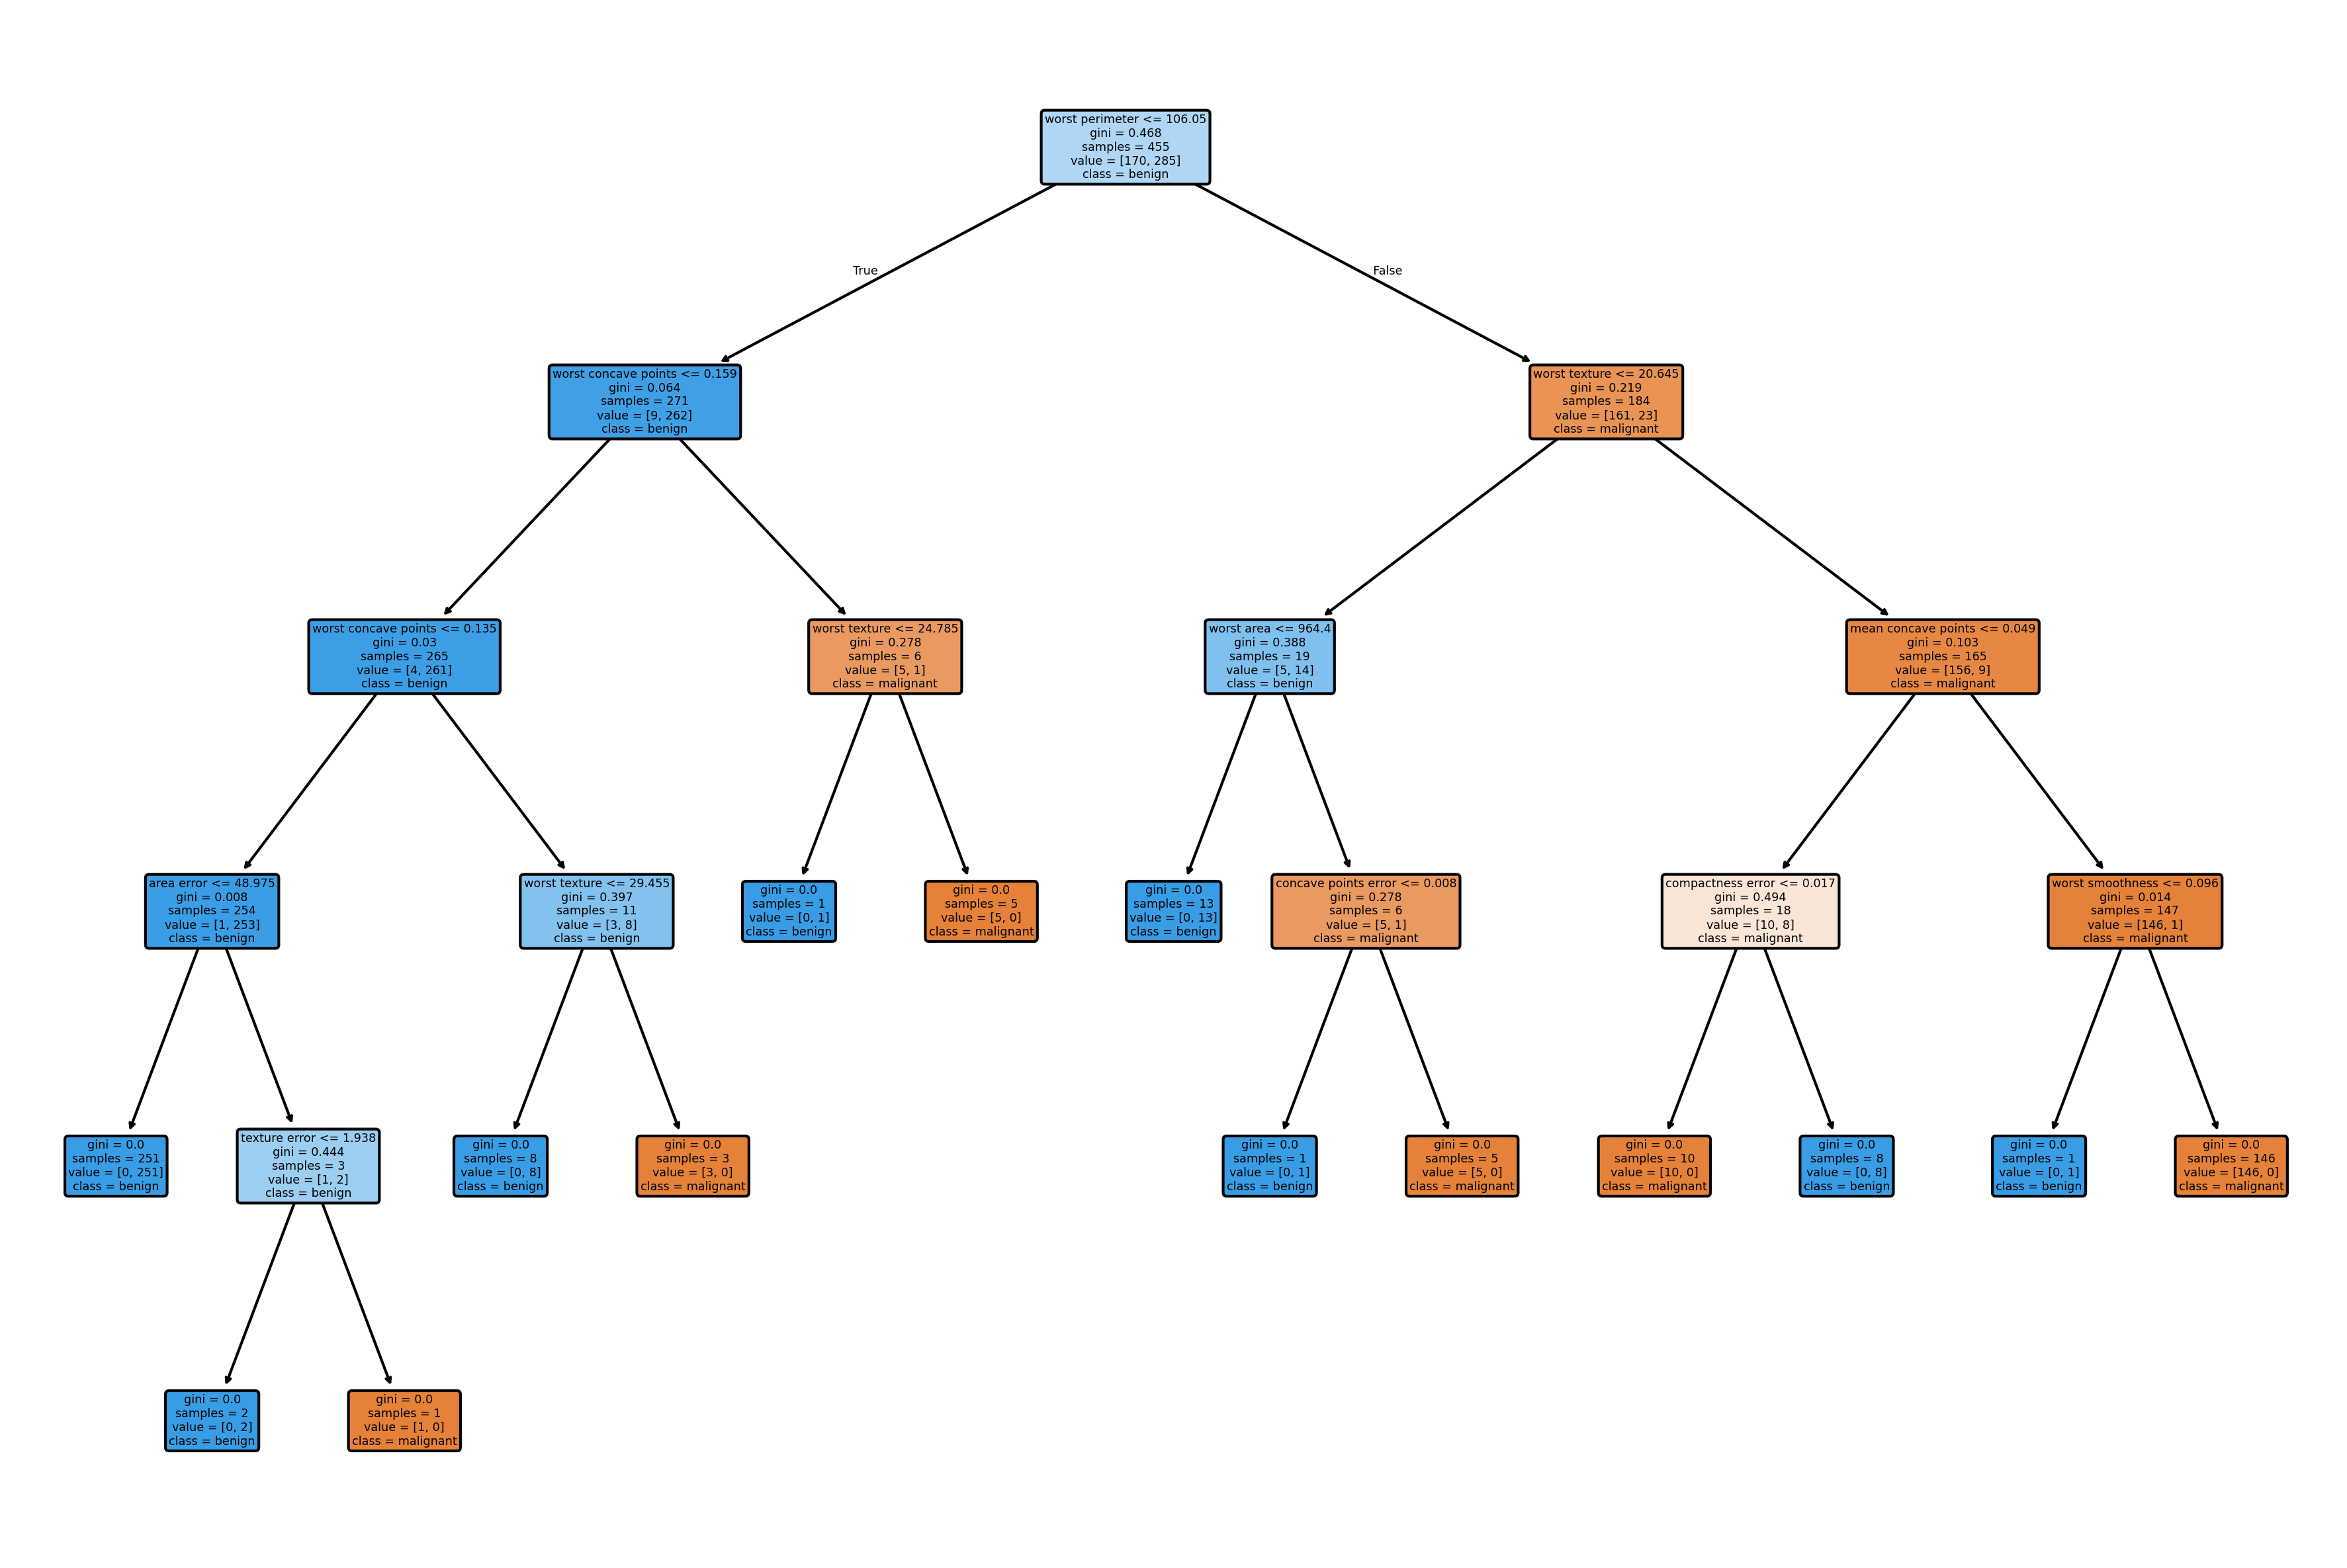 worst perimeter <= 106.05
gini = 0.468
samples = 455
value = [170, 285]
class = benign
True
False
worst concave points <= 0.159
gini = 0.064
samples = 271
value = [9, 262]
class = benign
worst texture <= 20.645
gini = 0.219
samples = 184
value = [161, 23]
class = malignant
worst concave points <= 0.135
gini = 0.03
samples = 265
value = [4, 261]
class = benign
worst texture <= 24.785
gini = 0.278
samples = 6
value = [5, 1]
class = malignant
worst area <= 964.4
gini = 0.388
samples = 19
value = [5, 14]
class = benign
mean concave points <= 0.049
gini = 0.103
samples = 165
value = [156, 9]
class = malignant
area error <= 48.975
gini = 0.008
samples = 254
value = [1, 253]
class = benign
worst texture <= 29.455
gini = 0.397
samples = 11
value = [3, 8]
class = benign
gini = 0.0
samples = 1
value = [0, 1]
class = benign
gini = 0.0
samples = 5
value = [5, 0]
class = malignant
gini = 0.0
samples = 13
value = [0, 13]
class = benign
concave points error <= 0.008
gini = 0.278
samples = 6
value = [5, 1]
class = malignant
compactness error <= 0.017
gini = 0.494
samples = 18
value = [10, 8]
class = malignant
worst smoothness <= 0.096
gini = 0.014
samples = 147
value = [146, 1]
class = malignant
gini = 0.0
samples = 251
value = [0, 251]
class = benign
texture error <= 1.938
gini = 0.444
samples = 3
value = [1, 2]
class = benign
gini = 0.0
samples = 8
value = [0, 8]
class = benign
gini = 0.0
samples = 3
value = [3, 0]
class = malignant
gini = 0.0
samples = 1
value = [0, 1]
class = benign
gini = 0.0
samples = 5
value = [5, 0]
class = malignant
gini = 0.0
samples = 10
value = [10, 0]
class = malignant
gini = 0.0
samples = 8
value = [0, 8]
class = benign
gini = 0.0
samples = 1
value = [0, 1]
class = benign
gini = 0.0
samples = 146
value = [146, 0]
class = malignant
gini = 0.0
samples = 2
value = [0, 2]
class = benign
gini = 0.0
samples = 1
value = [1, 0]
class = malignant